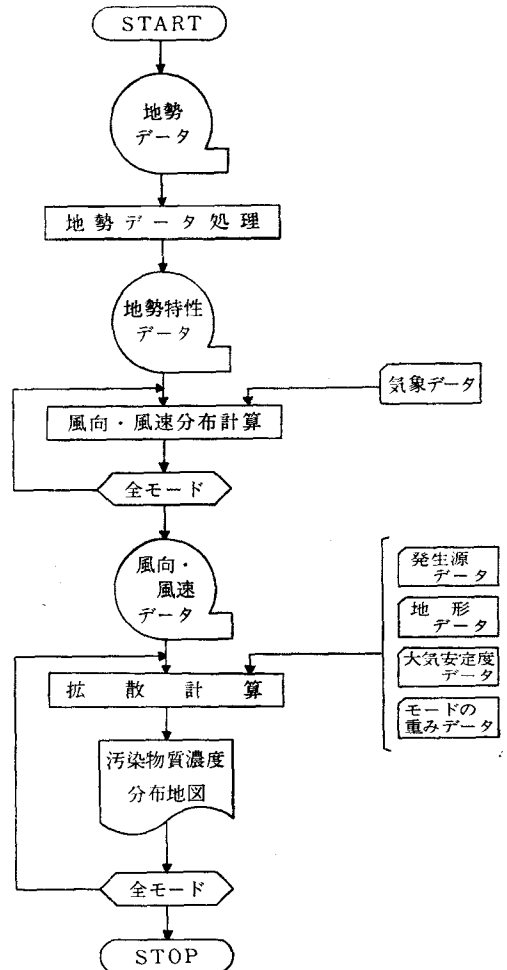 START
地勢
データ
地勢データ処理
地勢特性
データ
気象データ
風向・風速分布計算
全モード
風向・
風速
データ
発生源
データ
地形
データ
大気安定度
データ
モードの
重みデータ
拡散計算
汚染物質濃度
分布地図
全モード
STOP